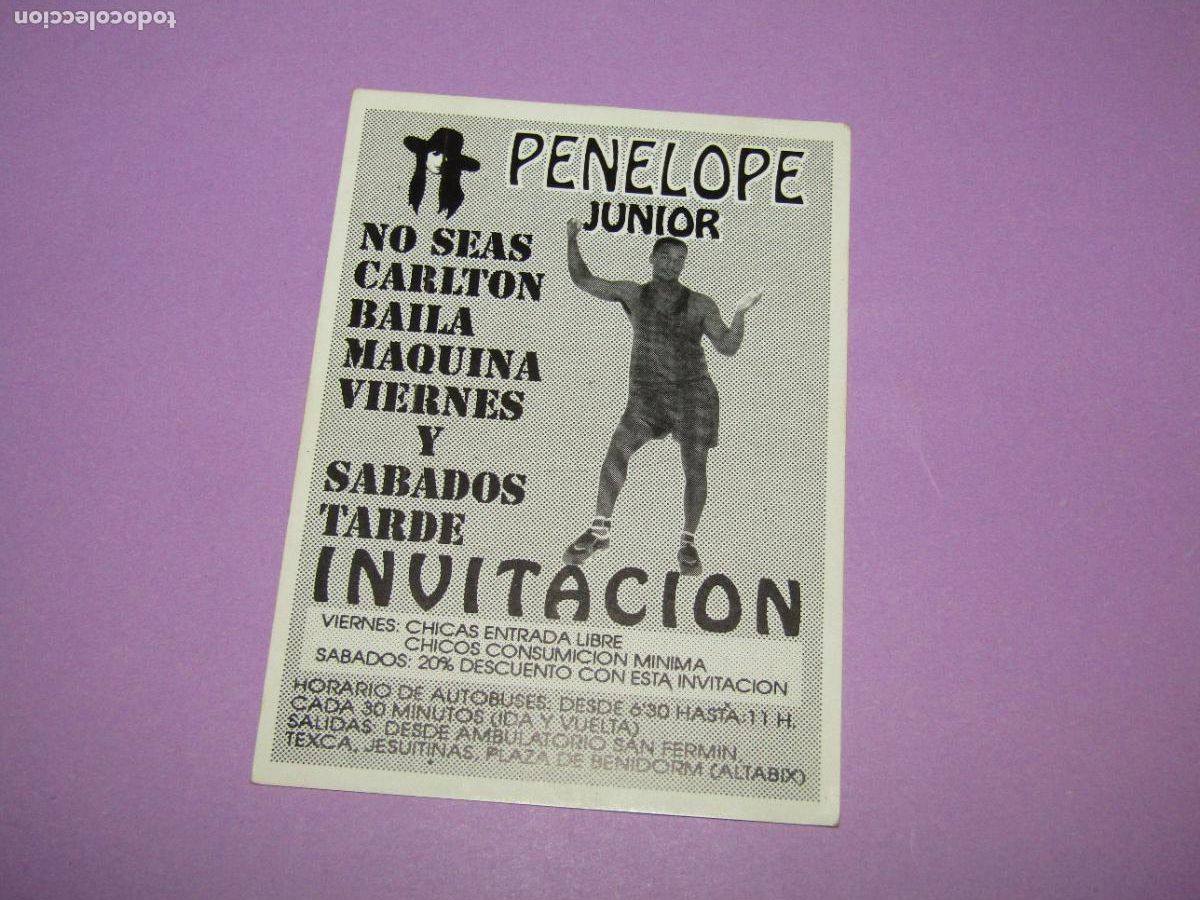 todocoleccion
PENELOPE
JUNIOR
NO SEAS
CARLTON
BAILA
MAQUINA
VIERNES
Y
SABADOS
TARDE
INVITACION
VIERNES: CHICAS ENTRADA LIBRE
CHICOS CONSUMICION MINIMA
SABADOS: 20% DESCUENTO CON ESTA INVITACION
HORARIO DE AUTOBUSES: DESDE 6'30 HASTA 11 H.
CADA 30 MINUTOS (IDA Y VUELTA)
SALIDAS: DESDE AMBULATORIO SAN FERMIN,
TEXCA, JESUITINAS, PLAZA DE BENIDORM (ALTABIX)